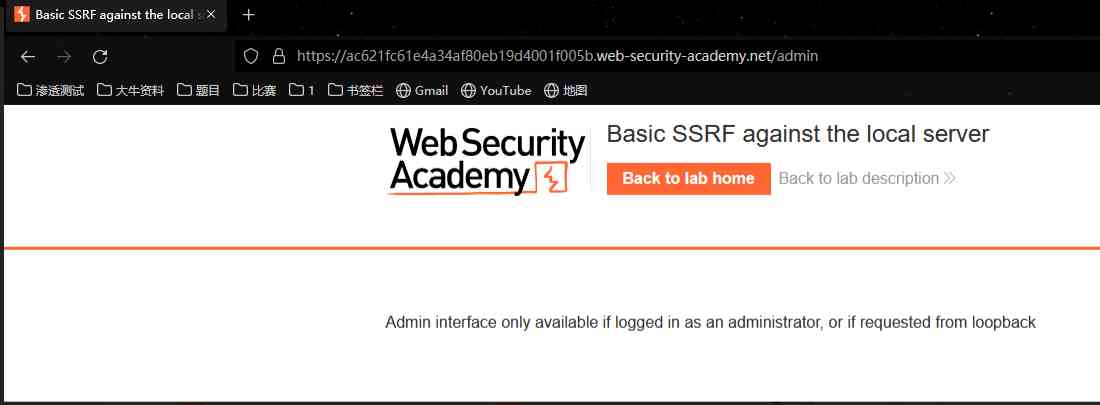 Basic SSRF against the local s
https://ac621fc61e4a34af80eb19d4001f005b.web-security-academy.net/admin
渗透测试 大牛资料 题目 比赛 1 书签栏 Gmail YouTube 地图
Web Security
Academy
Basic SSRF against the local server
Back to lab home Back to lab description
Admin interface only available if logged in as an administrator, or if requested from loopback